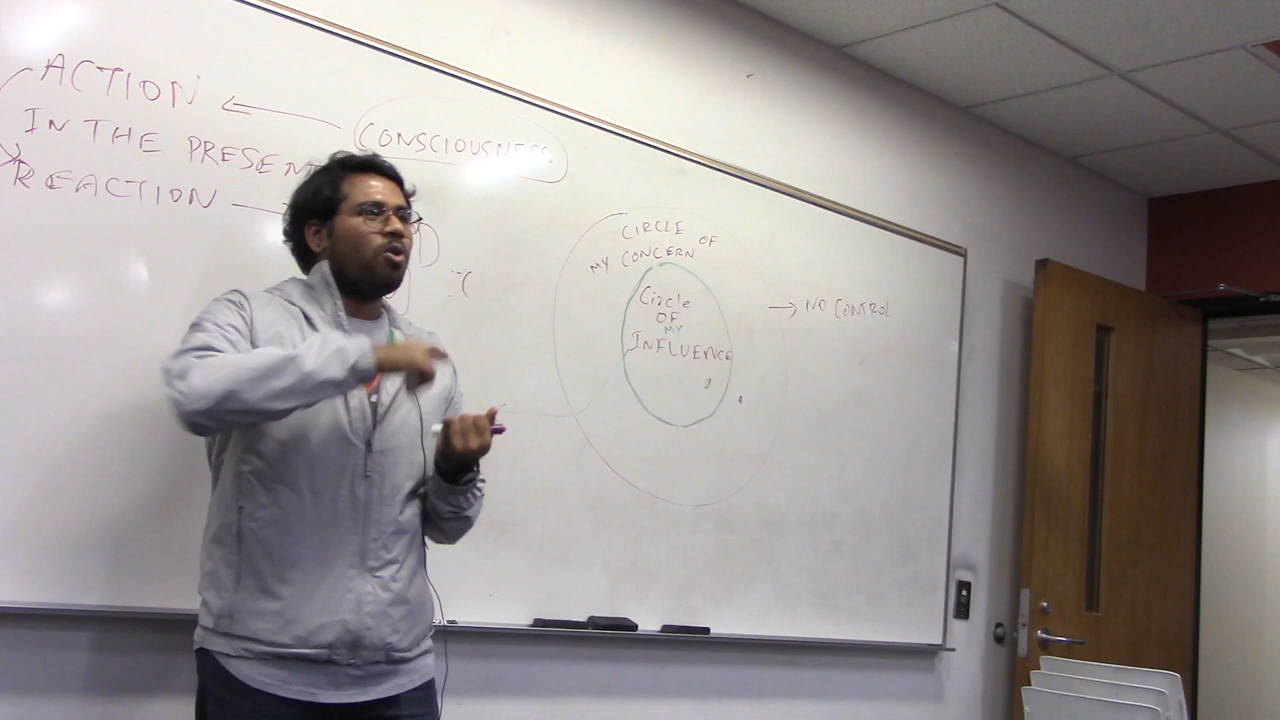 ACTION
CONSCIOUSNESS
IN THE PRESENT
REACTION
CIRCLE OF
MY CONCERN
Circle
OF
MY
INFLUENCE
→ NO CONTROL
:(